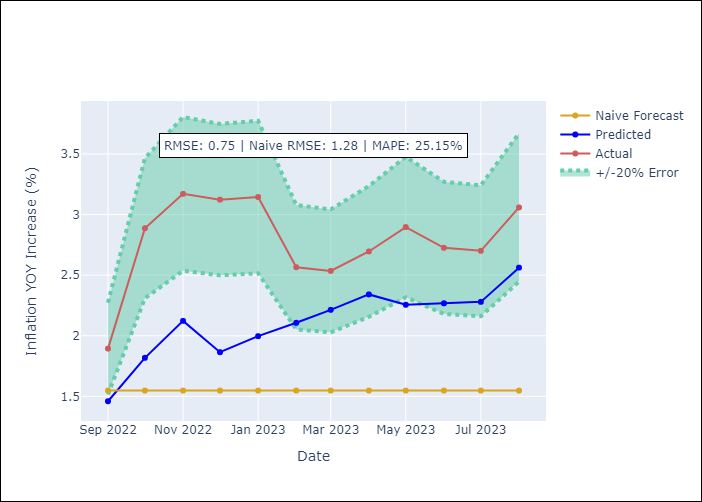 RMSE: 0.75 | Naive RMSE: 1.28 | MAPE: 25.15%
Naive Forecast
Predicted
Actual
+/-20% Error
Inflation YOY Increase (%)
3.5
3
2.5
2
1.5
Sep 2022
Nov 2022
Jan 2023
Mar 2023
May 2023
Jul 2023
Date